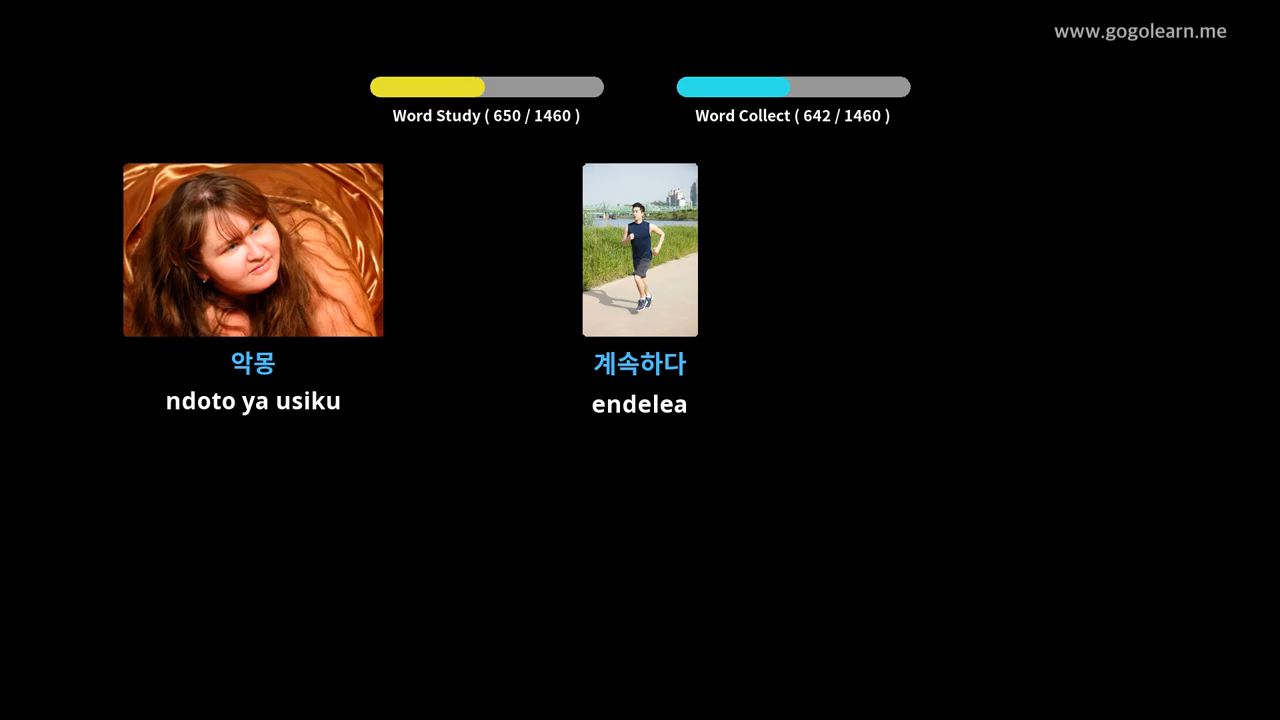 www.gogolearn.me
Word Study ( 650 / 1460 )
Word Collect ( 642 / 1460 )
악몽
ndoto ya usiku
계속하다
endelea